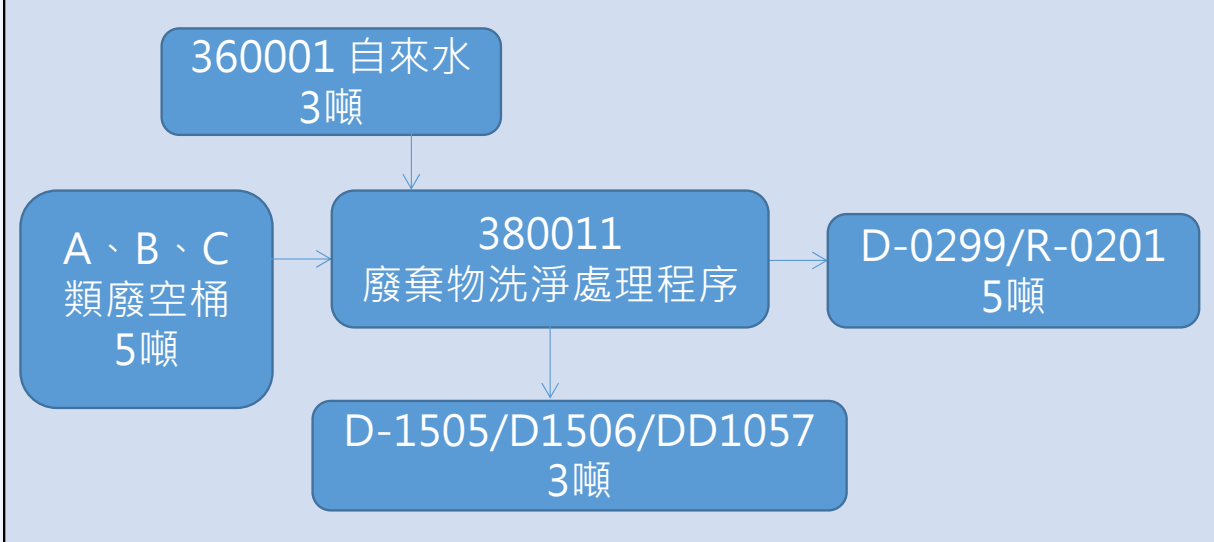 360001 自來水
3噸
A、B、C
類廢空桶
5噸
380011
廢棄物洗淨處理程序
D-0299/R-0201
5噸
D-1505/D1506/DD1057
3噸